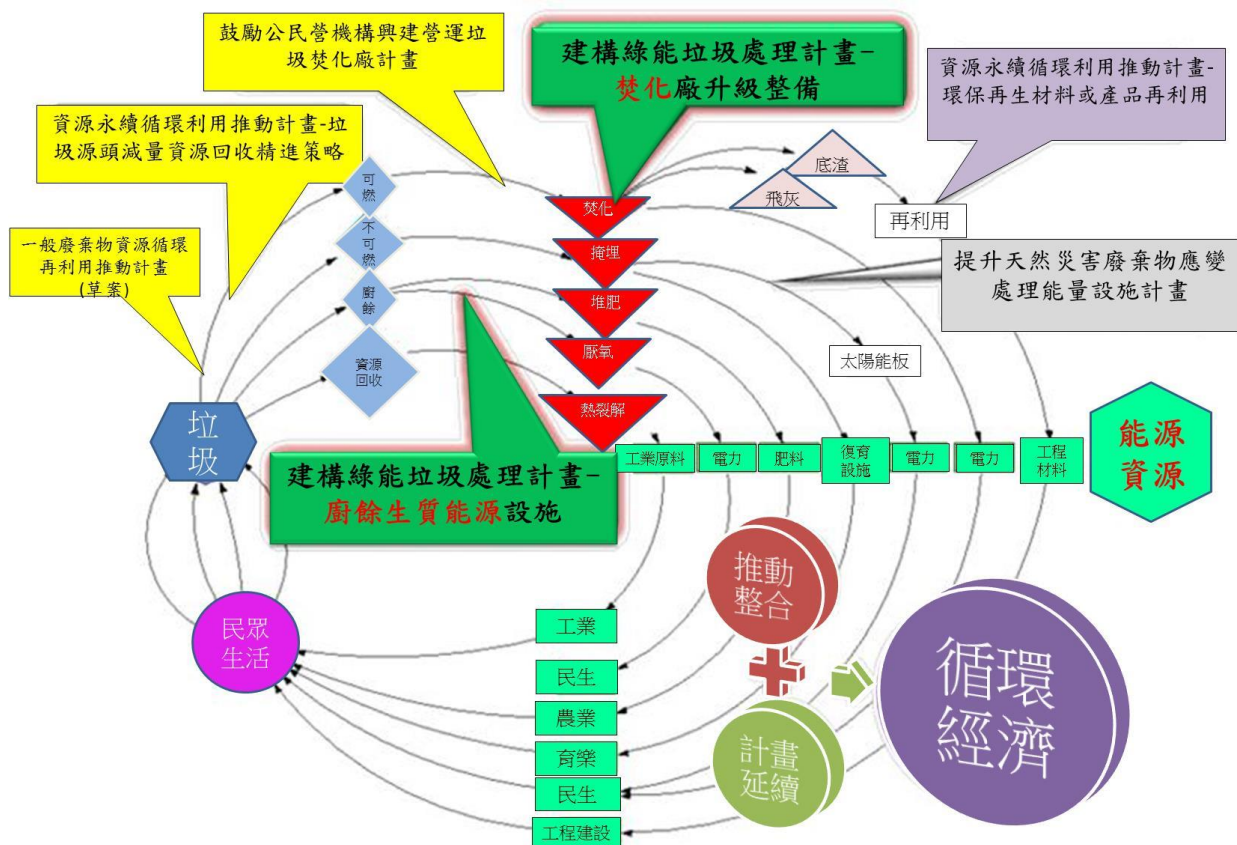 鼓勵公民營機構興建營運垃
圾焚化廠計畫
建構綠能垃圾處理計畫-
焚化廠升級整備
資源永續循環利用推動計畫-
環保再生材料或產品再利用
資源永續循環利用推動計畫-垃
圾源頭減量資源回收精進策略
一般廢棄物資源循環
再利用推動計畫
(草案)
可
燃
不
可
燃
廚
餘
資源
回收
焚化
掩埋
堆肥
厭氧
熱裂解
底渣
飛灰
再利用
提升天然災害廢棄物應變
處理能量設施計畫
太陽能板
垃
圾
建構綠能垃圾處理計畫-
廚餘生質能源設施
工業原料
電力
肥料
復育
設施
電力
電力
工程
材料
能源
資源
民眾
生活
工業
民生
農業
育樂
民生
工程建設
推動
整合
計畫
延續
循環
經濟